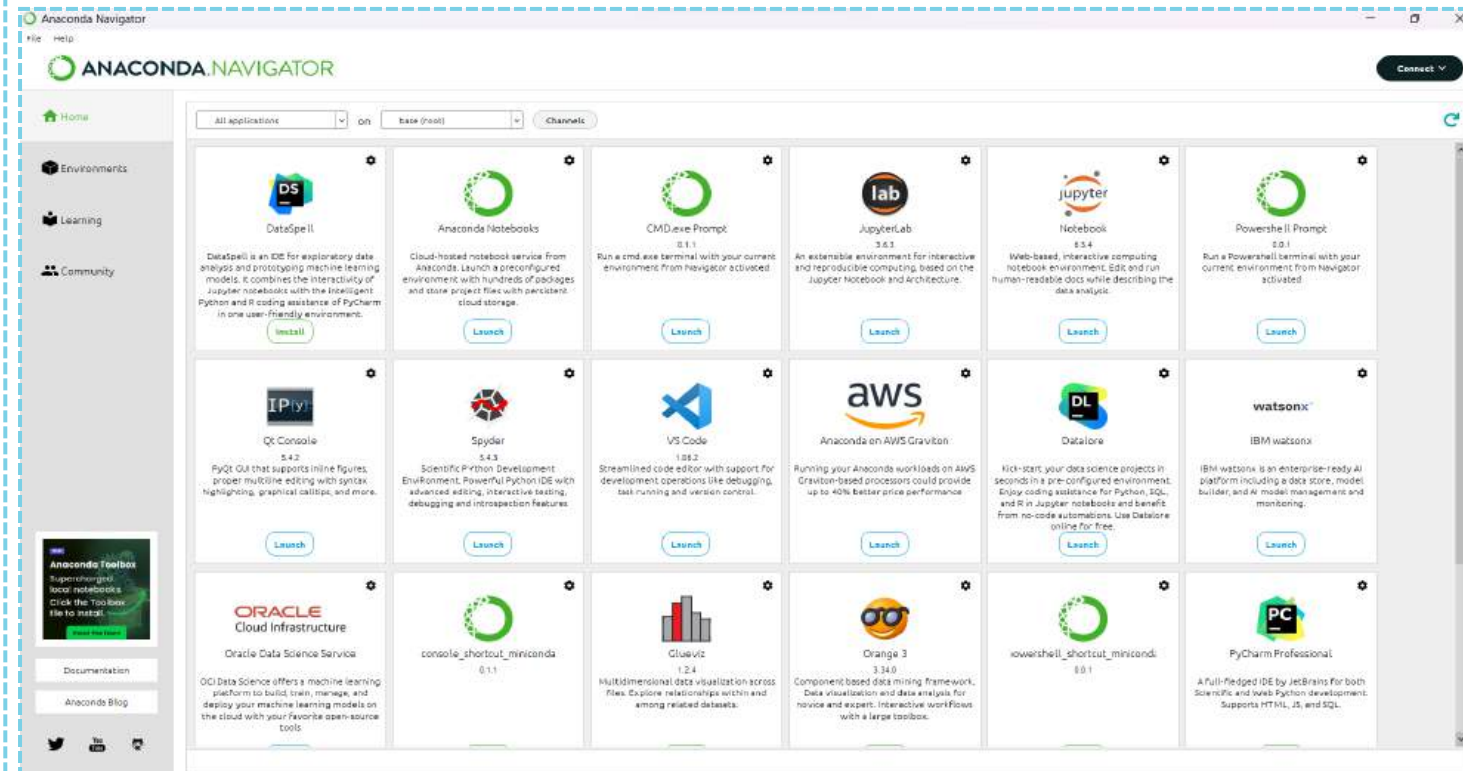 Anaconda Navigator
File Help
ANACONDA.NAVIGATOR
Connect
Home
Environments
Learning
Community
All applications
on
base (root)
Channels
DS
DataSpell
DataSpell is an IDE for exploratory data
analysis and prototyping machine learning
models. It combines the interactivity of
Jupyter notebooks with the intelligent
Python and R coding assistance of PyCharm
in one user-friendly environment.
Install
Anaconda Notebooks
Cloud-hosted notebook service from
Anaconda. Launch a preconfigured
environment with hundreds of packages
and store project files with persistent
cloud storage.
Launch
CMD.exe Prompt
0.1.1
Run a cmd.exe terminal with your current
environment from Navigator activated
Launch
lab
JupyterLab
3.6.3
An extensible environment for interactive
and reproducible computing, based on the
Jupyter Notebook and Architecture.
Launch
jupyter
Notebook
6.5.4
Web-based, interactive computing
notebook environment. Edit and run
human-readable docs while describing the
data analysis.
Launch
Powershell Prompt
0.0.1
Run a Powershell terminal with your
current environment from Navigator
activated
Launch
IP[y]:
Qt Console
5.4.2
PyQt GUI that supports inline figures,
proper multiline editing with syntax
highlighting, graphical calltips, and more.
Launch
Spyder
5.4.3
Scientific Python Development
EnviRonment. Powerful Python IDE with
advanced editing, interactive testing,
debugging and introspection features
Launch
VS Code
1.86.2
Streamlined code editor with support for
development operations like debugging,
task running and version control.
Launch
aws
Anaconda on AWS Graviton
Running your Anaconda workloads on AWS
Graviton-based processors could provide
up to 40% better price performance
Launch
DL
Datalore
Kick-start your data science projects in
seconds in a pre-configured environment.
Enjoy coding assistance for Python, SQL,
and R in Jupyter notebooks and benefit
from no-code automations. Use Datalore
online for free.
Launch
watsonx
IBM watsonx
IBM watsonx is an enterprise-ready AI
platform including a data store, model
builder, and AI model management and
monitoring.
Launch
ORACLE
Cloud Infrastructure
Oracle Data Science Service
OCI Data Science offers a machine learning
platform to build, train, manage, and
deploy your machine learning models on
the cloud with your favorite open-source
tools
console_shortcut_miniconda
0.1.1
Glueviz
1.2.4
Multidimensional data visualization across
files. Explore relationships within and
among related datasets.
Orange 3
3.34.0
Component based data mining framework.
Data visualization and data analysis for
novice and expert. Interactive workflows
with a large toolbox.
owershell_shortcut_minicond
0.0.1
PC
PyCharm Professional
A full-fledged IDE by JetBrains for both
Scientific and Web Python development.
Supports HTML, JS, and SQL.
Anaconda Toolbox
Supercharged
local notebooks.
Click the Toolbox
tile to install.
Documentation
Anaconda Blog
You
Tube